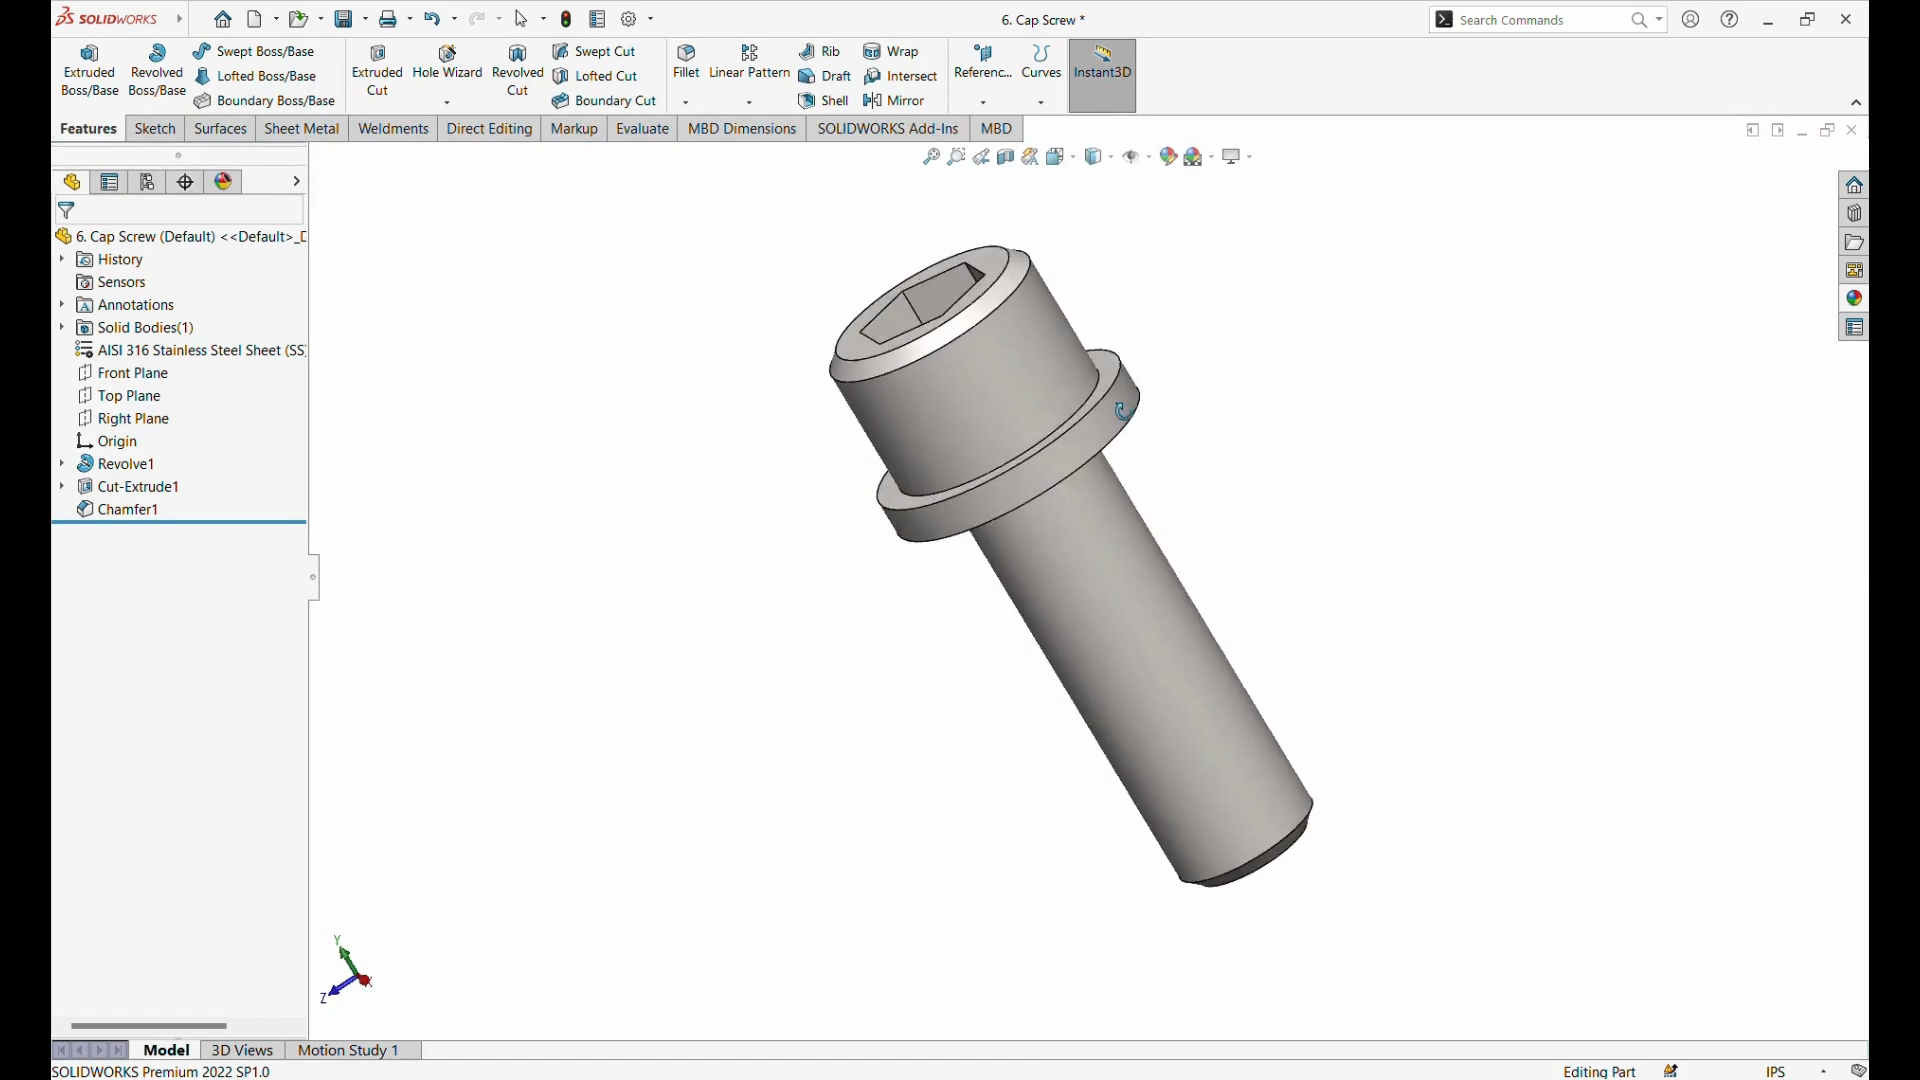 SOLIDWORKS
6. Cap Screw *
Search Commands
Extruded Boss/Base
Revolved Boss/Base
Swept Boss/Base
Lofted Boss/Base
Boundary Boss/Base
Extruded Cut
Hole Wizard
Revolved Cut
Swept Cut
Lofted Cut
Boundary Cut
Fillet
Linear Pattern
Rib
Draft
Shell
Wrap
Intersect
Mirror
Referenc...
Curves
Instant3D
Features
Sketch
Surfaces
Sheet Metal
Weldments
Direct Editing
Markup
Evaluate
MBD Dimensions
SOLIDWORKS Add-Ins
MBD
6. Cap Screw (Default) <<Default>_D
History
Sensors
Annotations
Solid Bodies(1)
AISI 316 Stainless Steel Sheet (SS)
Front Plane
Top Plane
Right Plane
Origin
Revolve1
Cut-Extrude1
Chamfer1
Y
X
Z
Model
3D Views
Motion Study 1
SOLIDWORKS Premium 2022 SP1.0
Editing Part
IPS